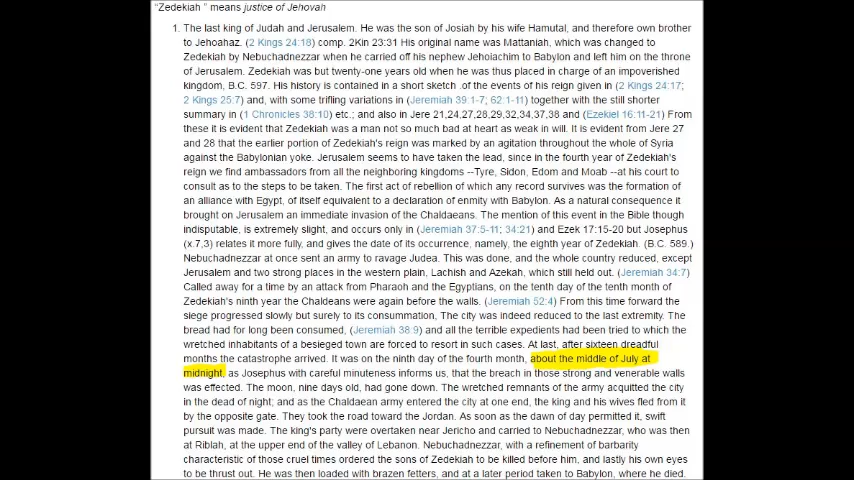 "Zedekiah " means justice of Jehovah
1. The last king of Judah and Jerusalem. He was the son of Josiah by his wife Hamutal, and therefore own brother
to Jehoahaz. (2 Kings 24:18) comp. 2Kin 23:31 His original name was Mattaniah, which was changed to
Zedekiah by Nebuchadnezzar when he carried off his nephew Jehoiachim to Babylon and left him on the throne
of Jerusalem. Zedekiah was but twenty-one years old when he was thus placed in charge of an impoverished
kingdom, B.C. 597. His history is contained in a short sketch .of the events of his reign given in (2 Kings 24:17;
2 Kings 25:7) and, with some trifling variations in (Jeremiah 39:1-7; 62:1-11) together with the still shorter
summary in (1 Chronicles 38:10) etc.; and also in Jere 21,24,27,28,29,32,34,37,38 and (Ezekiel 16:11-21) From
these it is evident that Zedekiah was a man not so much bad at heart as weak in will. It is evident from Jere 27
and 28 that the earlier portion of Zedekiah's reign was marked by an agitation throughout the whole of Syria
against the Babylonian yoke. Jerusalem seems to have taken the lead, since in the fourth year of Zedekiah's
reign we find ambassadors from all the neighboring kingdoms --Tyre, Sidon, Edom and Moab --at his court to
consult as to the steps to be taken. The first act of rebellion of which any record survives was the formation of
an alliance with Egypt, of itself equivalent to a declaration of enmity with Babylon. As a natural consequence it
brought on Jerusalem an immediate invasion of the Chaldeans. The mention of this event in the Bible though
indisputable, is extremely slight, and occurs only in (Jeremiah 37:5-11; 34:21) and Ezek 17:15-20 but Josephus
(x.7,3) relates it more fully, and gives the date of its occurrence, namely, the eighth year of Zedekiah. (B.C. 589.)
Nebuchadnezzar at once sent an army to ravage Judea. This was done, and the whole country reduced, except
Jerusalem and two strong places in the western plain, Lachish and Azekah, which still held out. (Jeremiah 34:7)
Called away for a time by an attack from Pharaoh and the Egyptians, on the tenth day of the tenth month of
Zedekiah's ninth year the Chaldeans were again before the walls. (Jeremiah 52:4) From this time forward the
siege progressed slowly but surely to its consummation, The city was indeed reduced to the last extremity. The
bread had for long been consumed, (Jeremiah 38:9) and all the terrible expedients had been tried to which the
wretched inhabitants of a besieged town are forced to resort in such cases. At last, after sixteen dreadful
months the catastrophe arrived. It was on the ninth day of the fourth month, about the middle of July at
midnight, as Josephus with careful minuteness informs us, that the breach in those strong and venerable walls
was effected. The moon, nine days old, had gone down. The wretched remnants of the army acquitted the city
in the dead of night; and as the Chaldaean army entered the city at one end, the king and his wives fled from it
by the opposite gate. They took the road toward the Jordan. As soon as the dawn of day permitted it, swift
pursuit was made. The king's party were overtaken near Jericho and carried to Nebuchadnezzar, who was then
at Riblah, at the upper end of the valley of Lebanon. Nebuchadnezzar, with a refinement of barbarity
characteristic of those cruel times ordered the sons of Zedekiah to be killed before him, and lastly his own eyes
to be thrust out. He was then loaded with brazen fetters, and at a later period taken to Babylon, where he died.